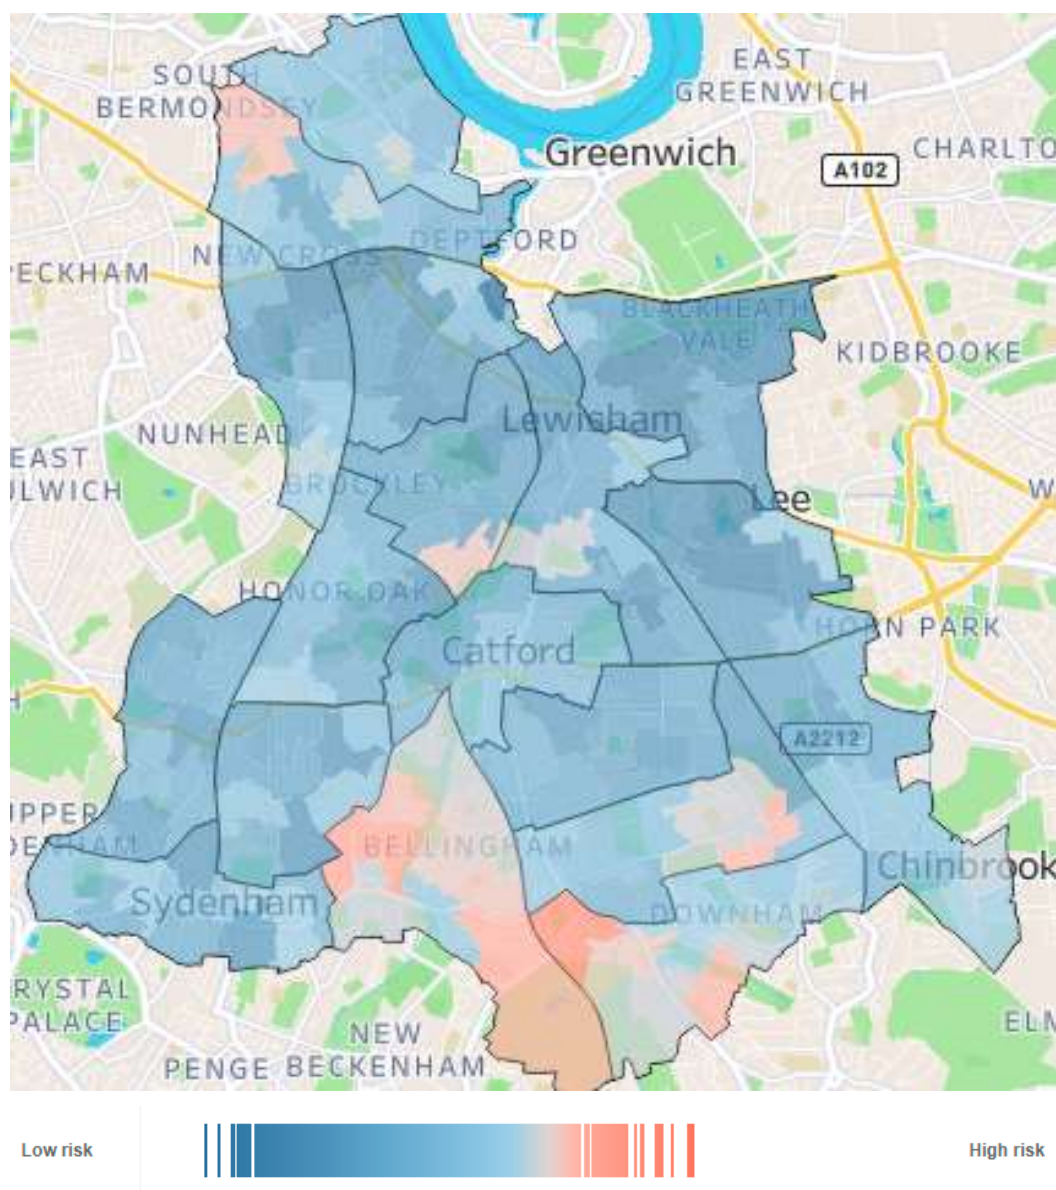 EAST
GREENWICH
SOUTH
BERMONDSEY
Greenwich
CHARLTO
A102
NEW CROSS
DEPTFORD
PECKHAM
BLACKHEATH
VALE
KIDBROOKE
Lewisham
NUNHEAD
EAST
ULWICH
BROCKLEY
Lee
W
HONOR OAK
HORN PARK
Catford
H
A2212
UPPER
DENHAM
BELLINGHAM
Chinbrook
Sydenham
DOWNHAM
RYSTAL
PALACE
NEW
BECKENHAM
PENGE
ELM
Low risk
High risk